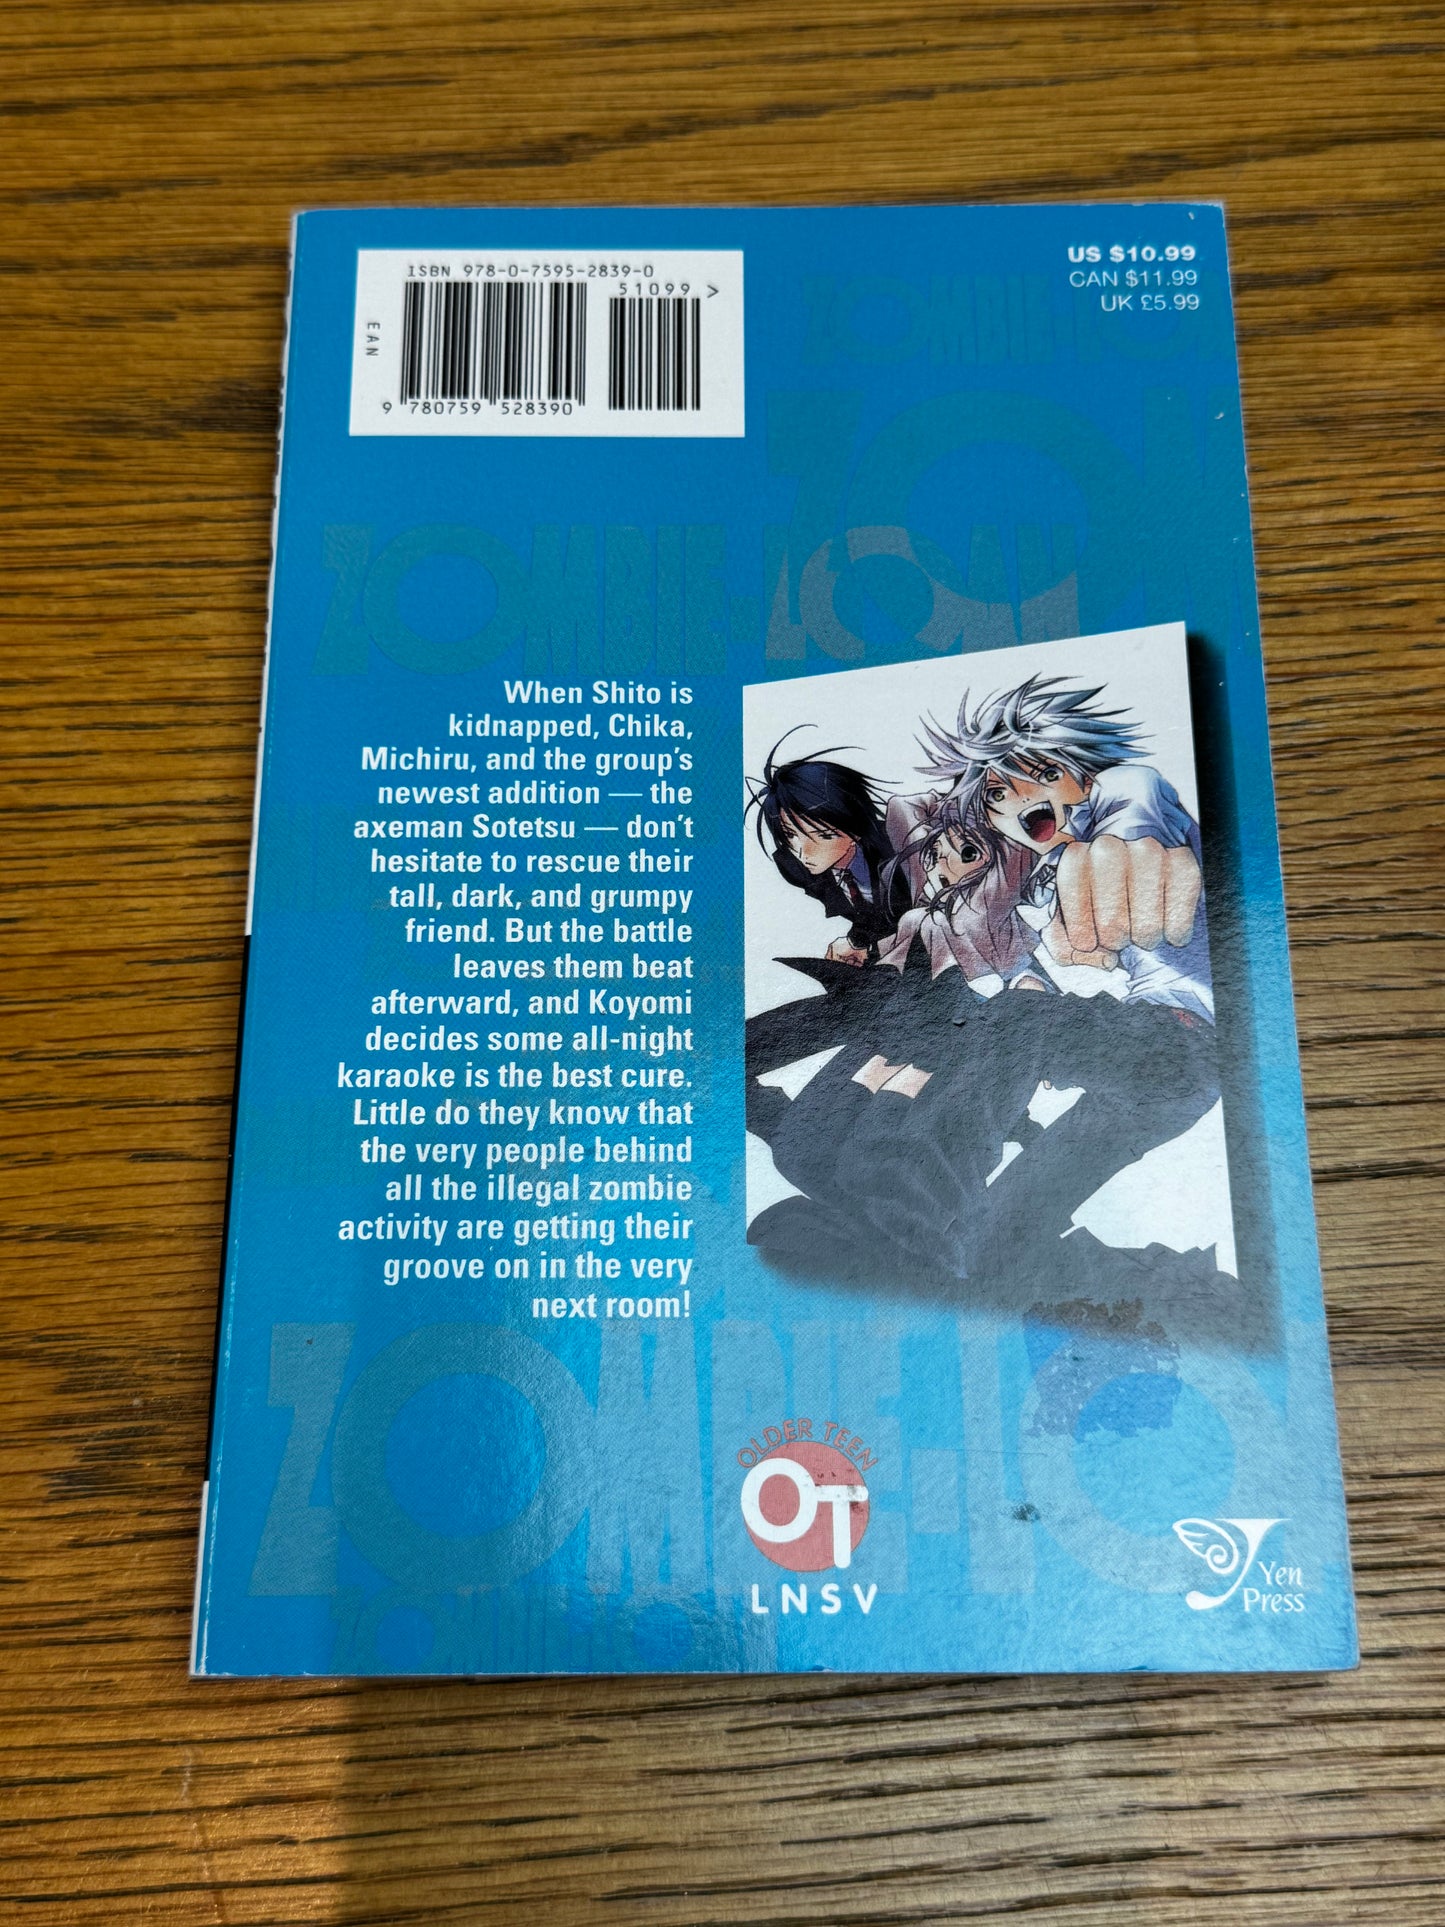 ISBN 978-0-7595-2839-0
51099 >
EAN
9 780759 528390
US $10.99
CAN $11.99
UK £5.99
ZOMBIE-LOAN
When Shito is
kidnapped, Chika,
Michiru, and the group's
newest addition — the
axeman Sotetsu — don't
hesitate to rescue their
tall, dark, and grumpy
friend. But the battle
leaves them beat
afterward, and Koyomi
decides some all-night
karaoke is the best cure.
Little do they know that
the very people behind
all the illegal zombie
activity are getting their
groove on in the very
next room!
ZOMBIE-LO
OLDER TEEN
OT
LNSV
Yen
Press